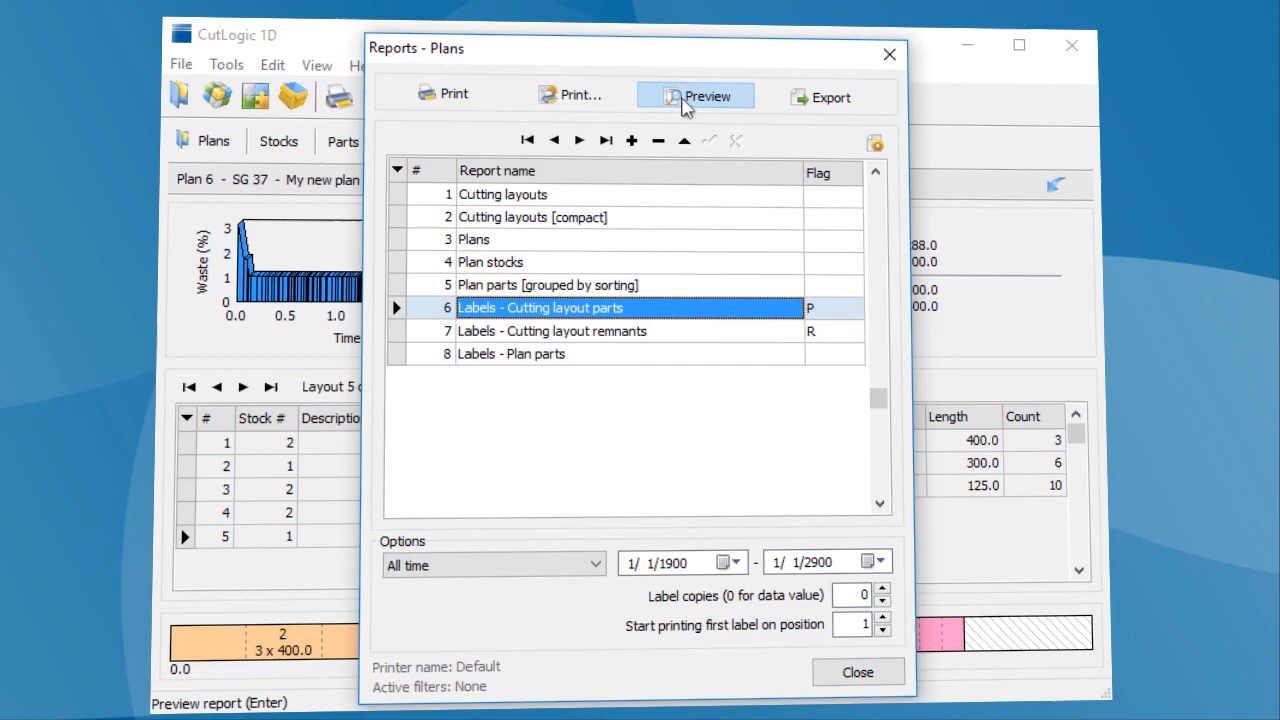 CutLogic 1D
File Tools Edit View
Plans Stocks Parts
Plan 6 - SG 37 - My new plan
3
2
1
0
Waste (%)
0.0 0.5 1.0
Time
Layout 5
# Stock #
1 2
2 1
3 2
4 2
5 1
2
3 x 400.0
0.0
Preview report (Enter)
Reports - Plans
Print Print... Preview Export
# Report name Flag
1 Cutting layouts
2 Cutting layouts [compact]
3 Plans
4 Plan stocks
5 Plan parts [grouped by sorting]
6 Labels - Cutting layout parts P
7 Labels - Cutting layout remnants R
8 Labels - Plan parts
Options
All time 1/ 1/1900 - 1/ 1/2900
Label copies (0 for data value) 0
Start printing first label on position 1
Printer name: Default
Active filters: None
Close
88.0
00.0
00.0
00.0
Length Count
400.0 3
300.0 6
125.0 10